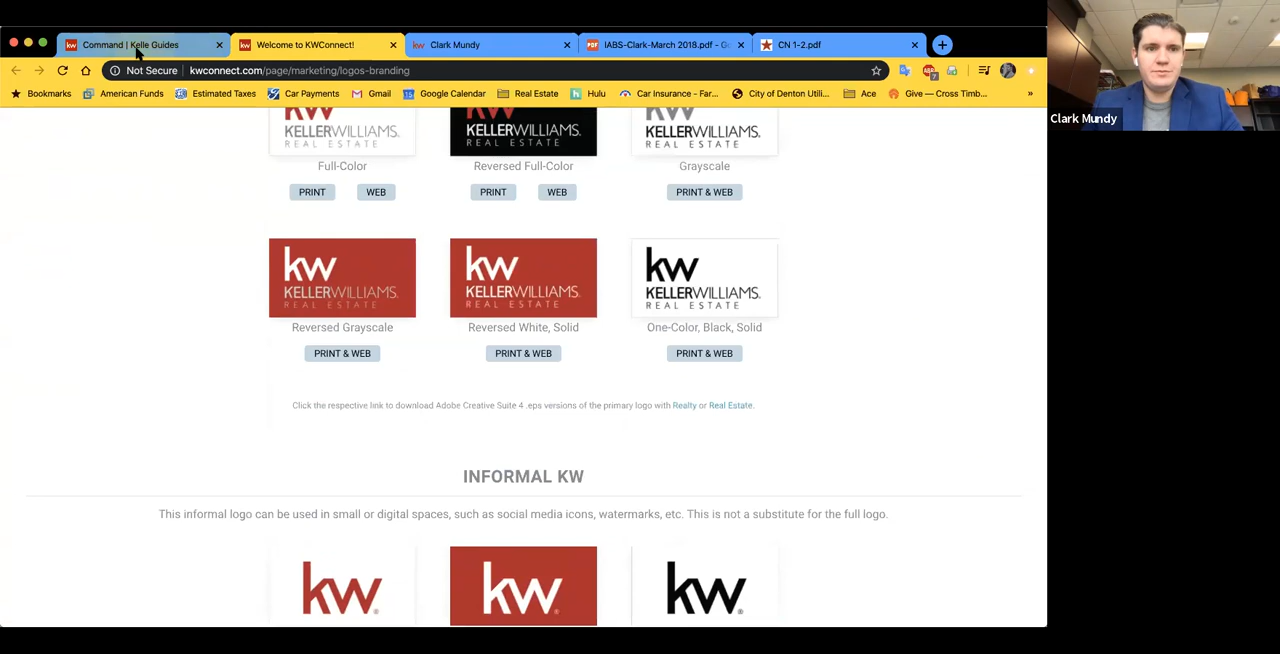 Command | Kelle Guides
Welcome to KWConnect!
kw Clark Mundy
PDF IABS-Clark-March 2018.pdf - Go
CN 1-2.pdf
Not Secure | kwconnect.com/page/marketing/logos-branding
Bookmarks American Funds Estimated Taxes Car Payments Gmail Google Calendar Real Estate Hulu Car Insurance - Far... City of Denton Utili... Ace Give — Cross Timb... »
Clark Mundy
KELLERWILLIAMS. KELLERWILLIAMS. KELLERWILLIAMS.
REAL ESTATE REAL ESTATE REAL ESTATE
Full-Color Reversed Full-Color Grayscale
PRINT WEB PRINT WEB PRINT & WEB
kw kw kw
KELLERWILLIAMS. KELLERWILLIAMS. KELLERWILLIAMS.
REAL ESTATE REAL ESTATE REAL ESTATE
Reversed Grayscale Reversed White, Solid One-Color, Black, Solid
PRINT & WEB PRINT & WEB PRINT & WEB
Click the respective link to download Adobe Creative Suite 4 .eps versions of the primary logo with Realty or Real Estate.
INFORMAL KW
This informal logo can be used in small or digital spaces, such as social media icons, watermarks, etc. This is not a substitute for the full logo.
kw® kw® kw®